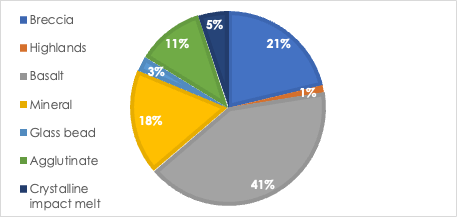 Breccia
Highlands
Basalt
Mineral
Glass bead
Agglutinate
Crystalline
impact melt
5%
21%
11%
3%
1%
18%
41%